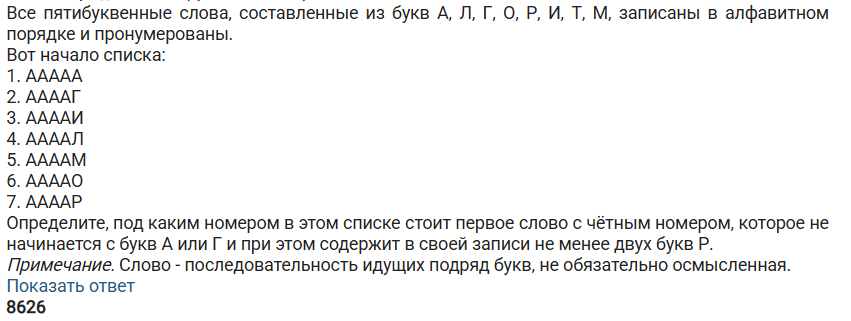 Все пятибуквенные слова, составленные из букв А, Л, Г, О, Р, И, Т, М, записаны в алфавитном
порядке и пронумерованы.
Вот начало списка:
1. ААААА
2. ААААГ
3. ААААИ
4. ААААЛ
5. ААААМ
6. ААААО
7. ААААР
Определите, под каким номером в этом списке стоит первое слово с чётным номером, которое не
начинается с букв А или Г и при этом содержит в своей записи не менее двух букв Р.
Примечание. Слово - последовательность идущих подряд букв, не обязательно осмысленная.
Показать ответ
8626